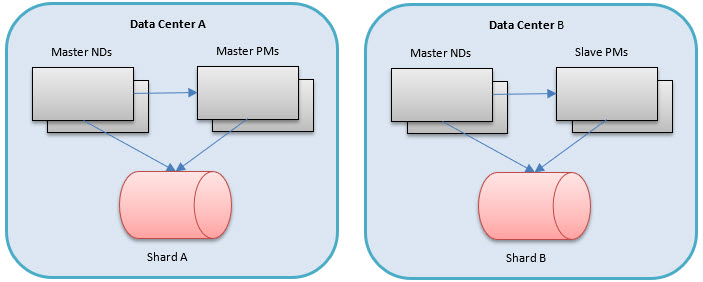 Data Center A
Master NDs
Master PMs
Shard A
Data Center B
Master NDs
Slave PMs
Shard B